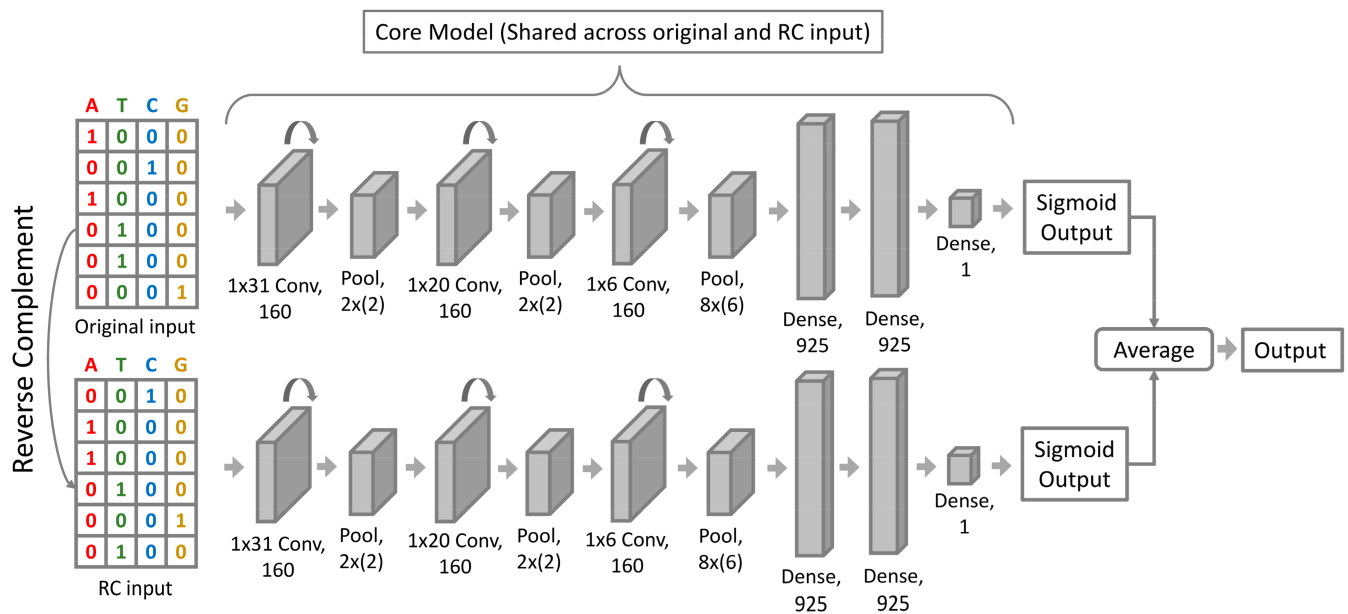 Core Model (Shared across original and RC input)
A T C G
1 0 0 0
0 0 1 0
1 0 0 0
0 1 0 0
0 1 0 0
0 0 0 1
Original input
Reverse Complement
1x31 Conv,
160
Pool,
2x(2)
1x20 Conv,
160
Pool,
2x(2)
1x6 Conv,
160
Pool,
8x(6)
Dense,
925
Dense,
925
Dense,
1
Sigmoid
Output
Average
Output
A T C G
0 0 1 0
1 0 0 0
1 0 0 0
0 1 0 0
0 0 0 1
0 1 0 0
RC input
1x31 Conv,
160
Pool,
2x(2)
1x20 Conv,
160
Pool,
2x(2)
1x6 Conv,
160
Pool,
8x(6)
Dense,
925
Dense,
925
Dense,
1
Sigmoid
Output